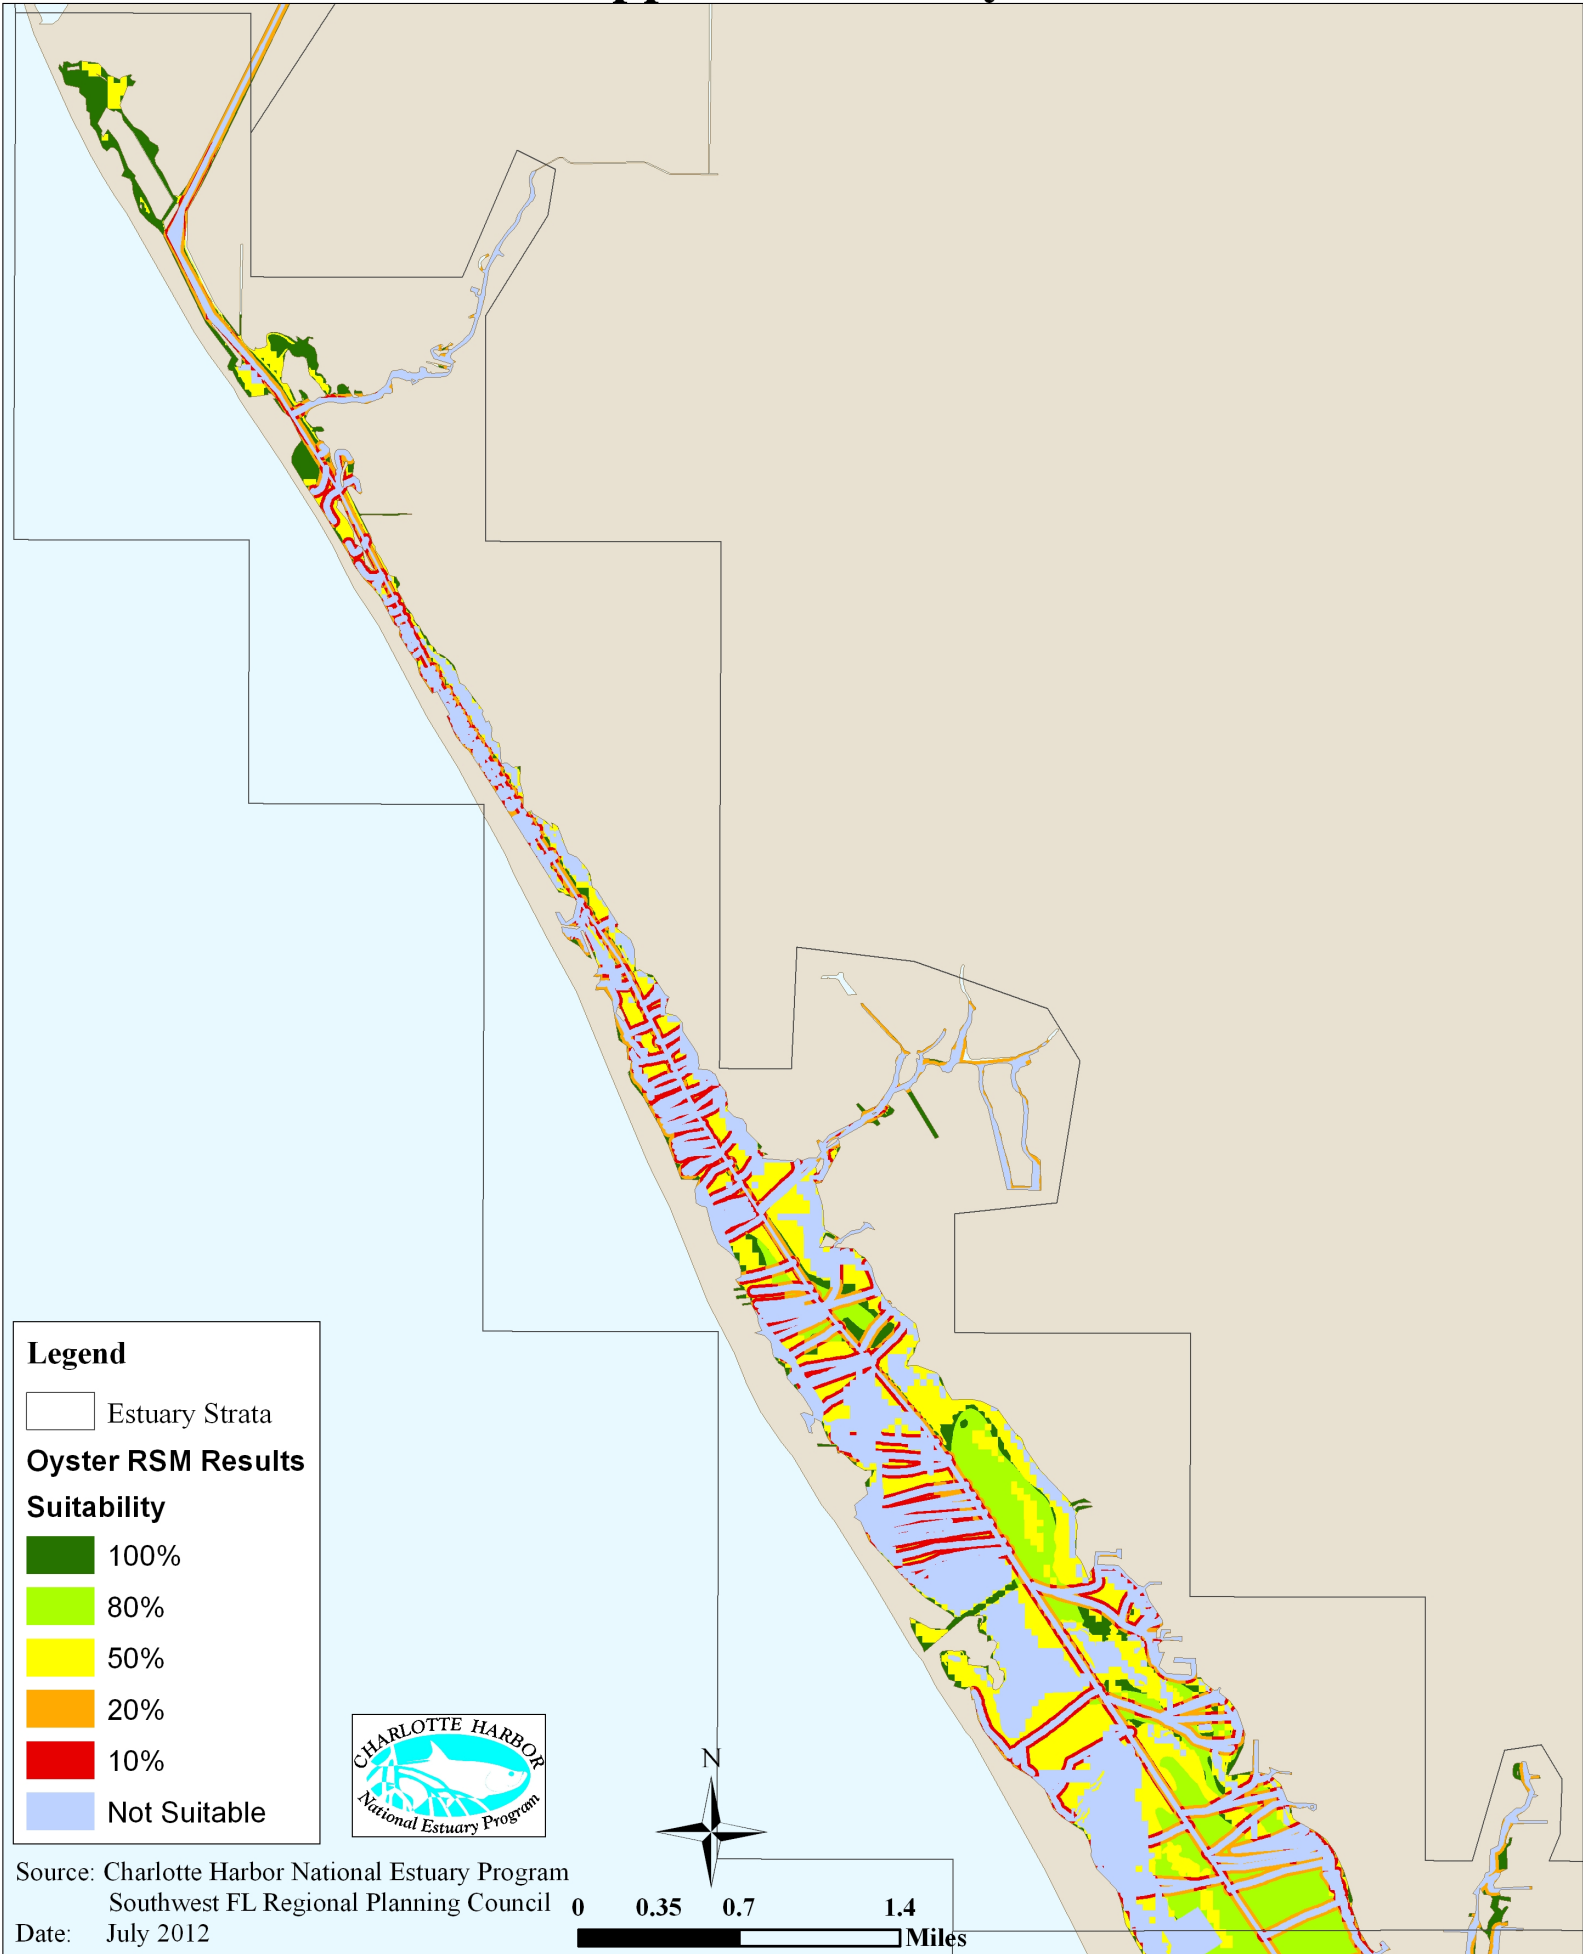 Legend
Estuary Strata
Oyster RSM Results
Suitability
100%
80%
50%
20%
10%
Not Suitable
CHARLOTTE HARBOR
National Estuary Program
N
Source: Charlotte Harbor National Estuary Program
Southwest FL Regional Planning Council
Date: July 2012
0 0.35 0.7 1.4
Miles